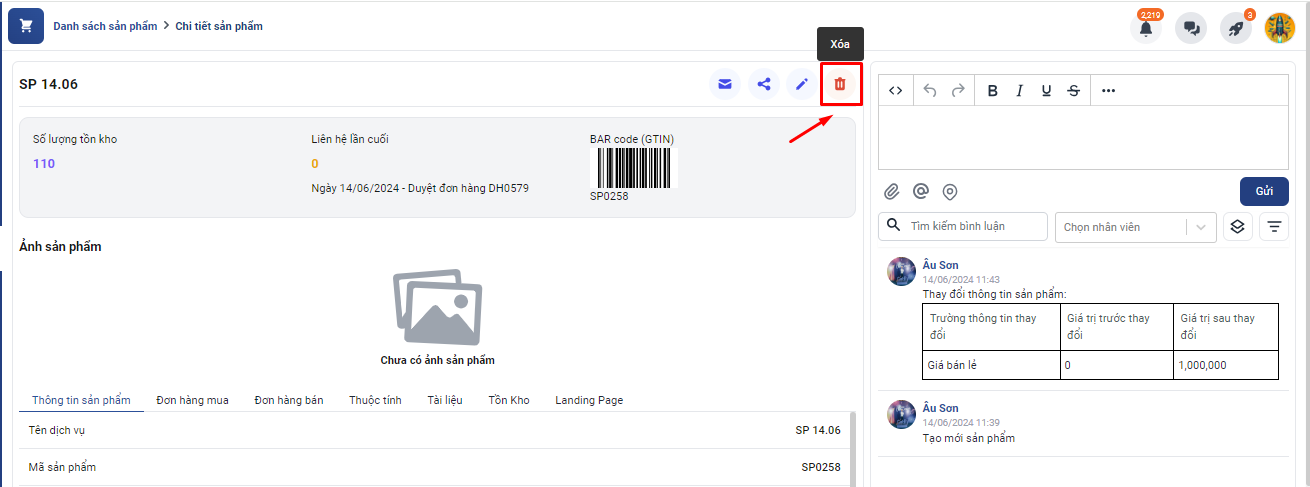 Danh sách sản phẩm > Chi tiết sản phẩm
2,219
3
Xóa
SP 14.06
Số lượng tồn kho
110
Liên hệ lần cuối
0
Ngày 14/06/2024 - Duyệt đơn hàng DH0579
BAR code (GTIN)
SP0258
Ảnh sản phẩm
Chưa có ảnh sản phẩm
Thông tin sản phẩm Đơn hàng mua Đơn hàng bán Thuộc tính Tài liệu Tồn Kho Landing Page
Tên dịch vụ SP 14.06
Mã sản phẩm SP0258
<> B I U S ...
Gửi
Tìm kiếm bình luận Chọn nhân viên
Âu Sơn
14/06/2024 11:43
Thay đổi thông tin sản phẩm:
Trường thông tin thay đổi
Giá trị trước thay đổi
Giá trị sau thay đổi
Giá bán lẻ 0 1,000,000
Âu Sơn
14/06/2024 11:39
Tạo mới sản phẩm